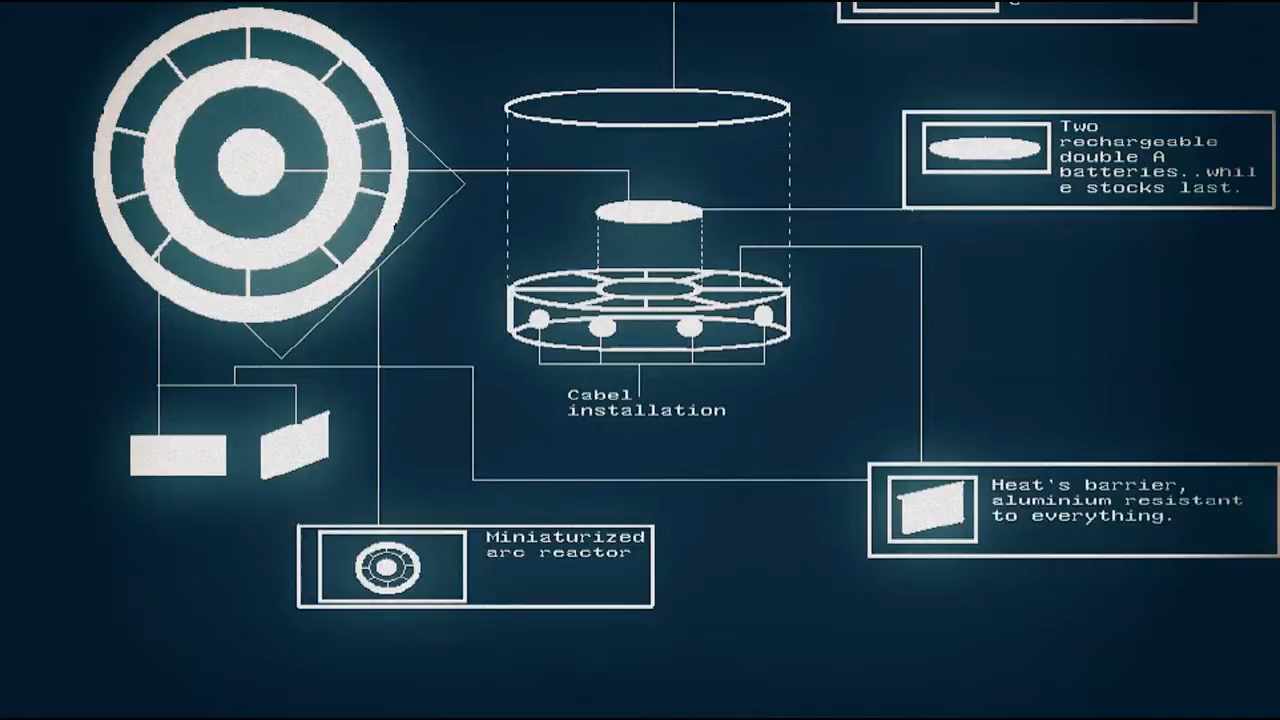 Two
rechargeable
double A
batteries..whil
e stocks last.
Cabel
installation
Heat's barrier,
aluminium resistant
to everything.
Miniaturized
arc reactor